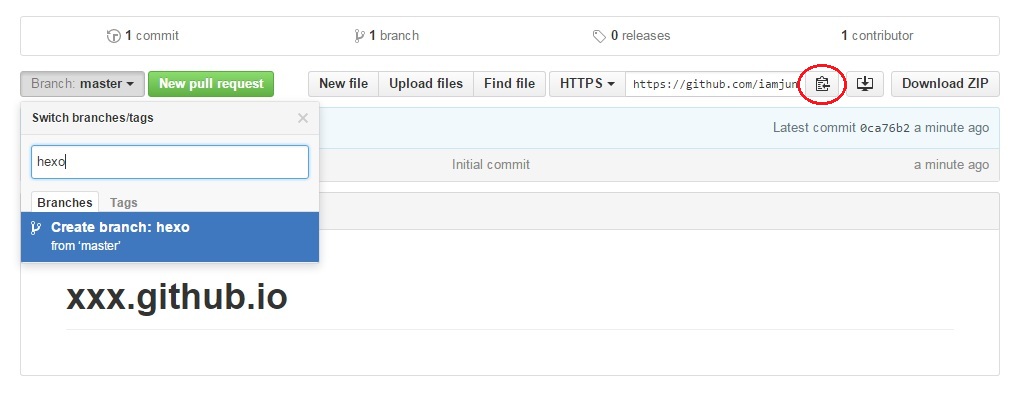 1 commit 1 branch 0 releases 1 contributor
Branch: master New pull request New file Upload files Find file HTTPS https://github.com/iamjun Download ZIP
Switch branches/tags
Latest commit 0ca76b2 a minute ago
hexo
Initial commit a minute ago
Branches Tags
Create branch: hexo
from 'master'
xxx.github.io